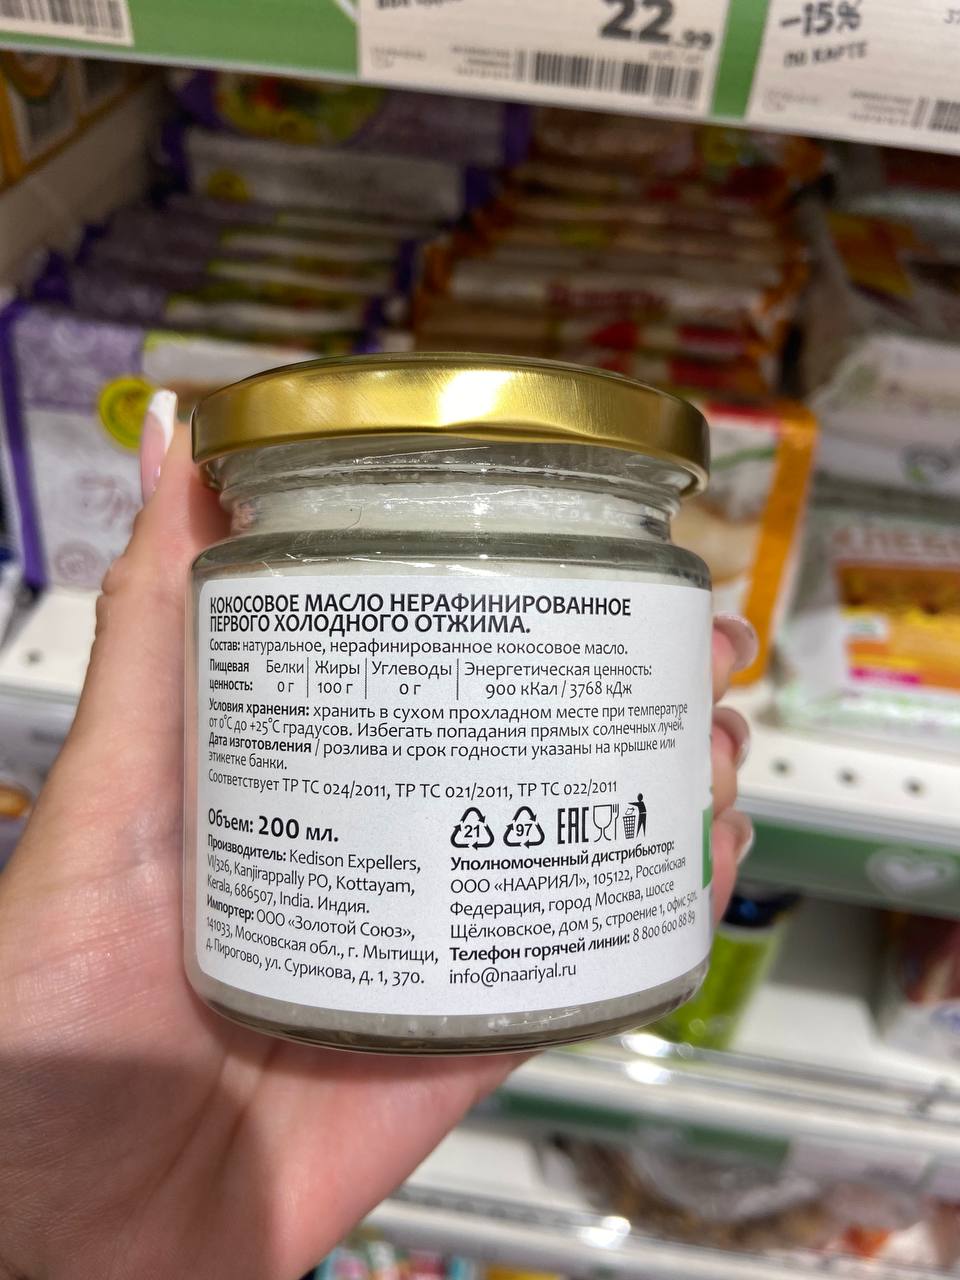 22.99
-15%
ПО КАРТЕ
КОКОСОВОЕ МАСЛО НЕРАФИНИРОВАННОЕ
ПЕРВОГО ХОЛОДНОГО ОТЖИМА.
Состав: натуральное, нерафинированное кокосовое масло.
Пищевая ценность: Белки 0 г Жиры 100 г Углеводы 0 г Энергетическая ценность: 900 кКал / 3768 кДж
Условия хранения: хранить в сухом прохладном месте при температуре
от 0°С до +25°С градусов. Избегать попадания прямых солнечных лучей.
Дата изготовления / розлива и срок годности указаны на крышке или
этикетке банки.
Соответствует ТР ТС 024/2011, ТР ТС 021/2011, ТР ТС 022/2011
Объем: 200 мл.
21 97 EAC
Производитель: Kedison Expellers,
VI/326, Kanjirappally PO, Kottayam,
Kerala, 686507, India. Индия.
Импортер: ООО «Золотой Союз»,
141033, Московская обл., г. Мытищи,
д. Пирогово, ул. Сурикова, д. 1, 370.
Уполномоченный дистрибьютор:
ООО «НААРИЯЛ», 105122, Российская
Федерация, город Москва, шоссе
Щёлковское, дом 5, строение 1, офис 501.
Телефон горячей линии: 8 800 600 88 89
info@naariyal.ru